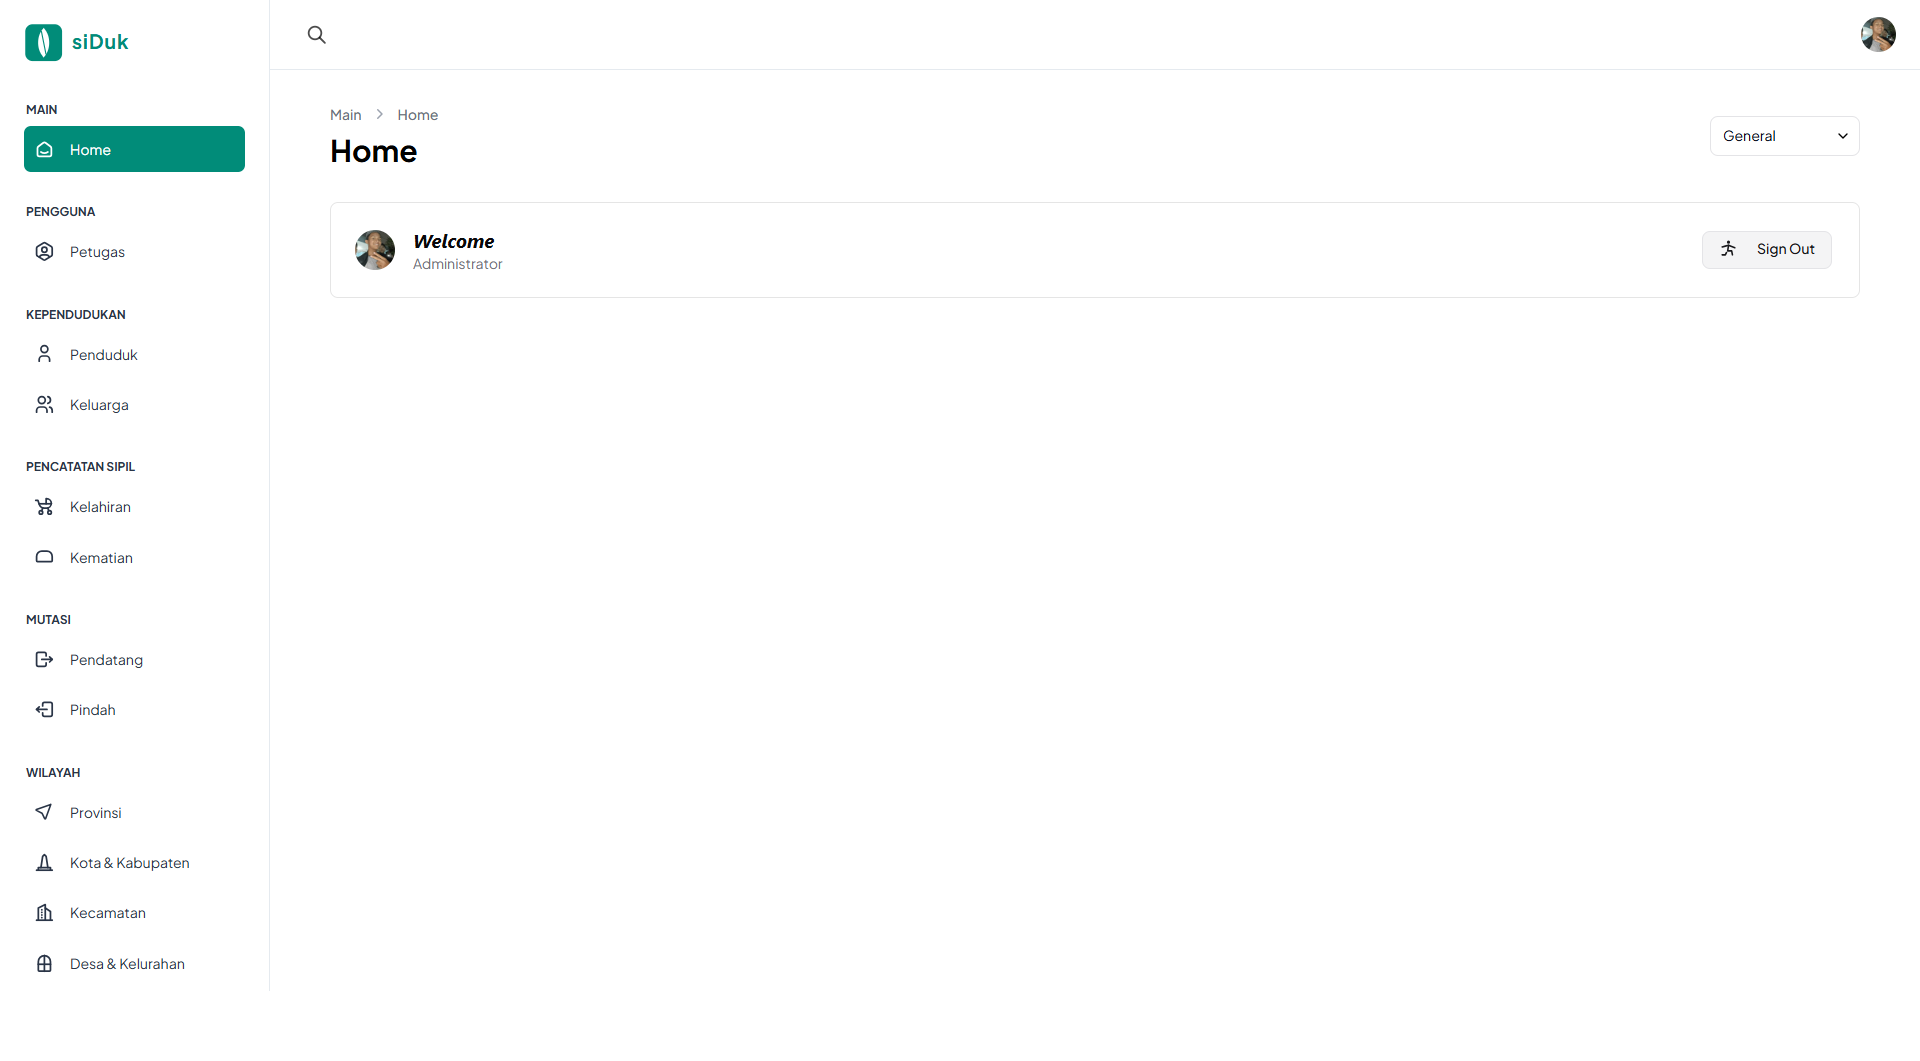 siDuk
MAIN
Home
PENGGUNA
Petugas
KEPENDUDUKAN
Penduduk
Keluarga
PENCATATAN SIPIL
Kelahiran
Kematian
MUTASI
Pendatang
Pindah
WILAYAH
Provinsi
Kota & Kabupaten
Kecamatan
Desa & Kelurahan
Main > Home
Home
General
Welcome
Administrator
Sign Out